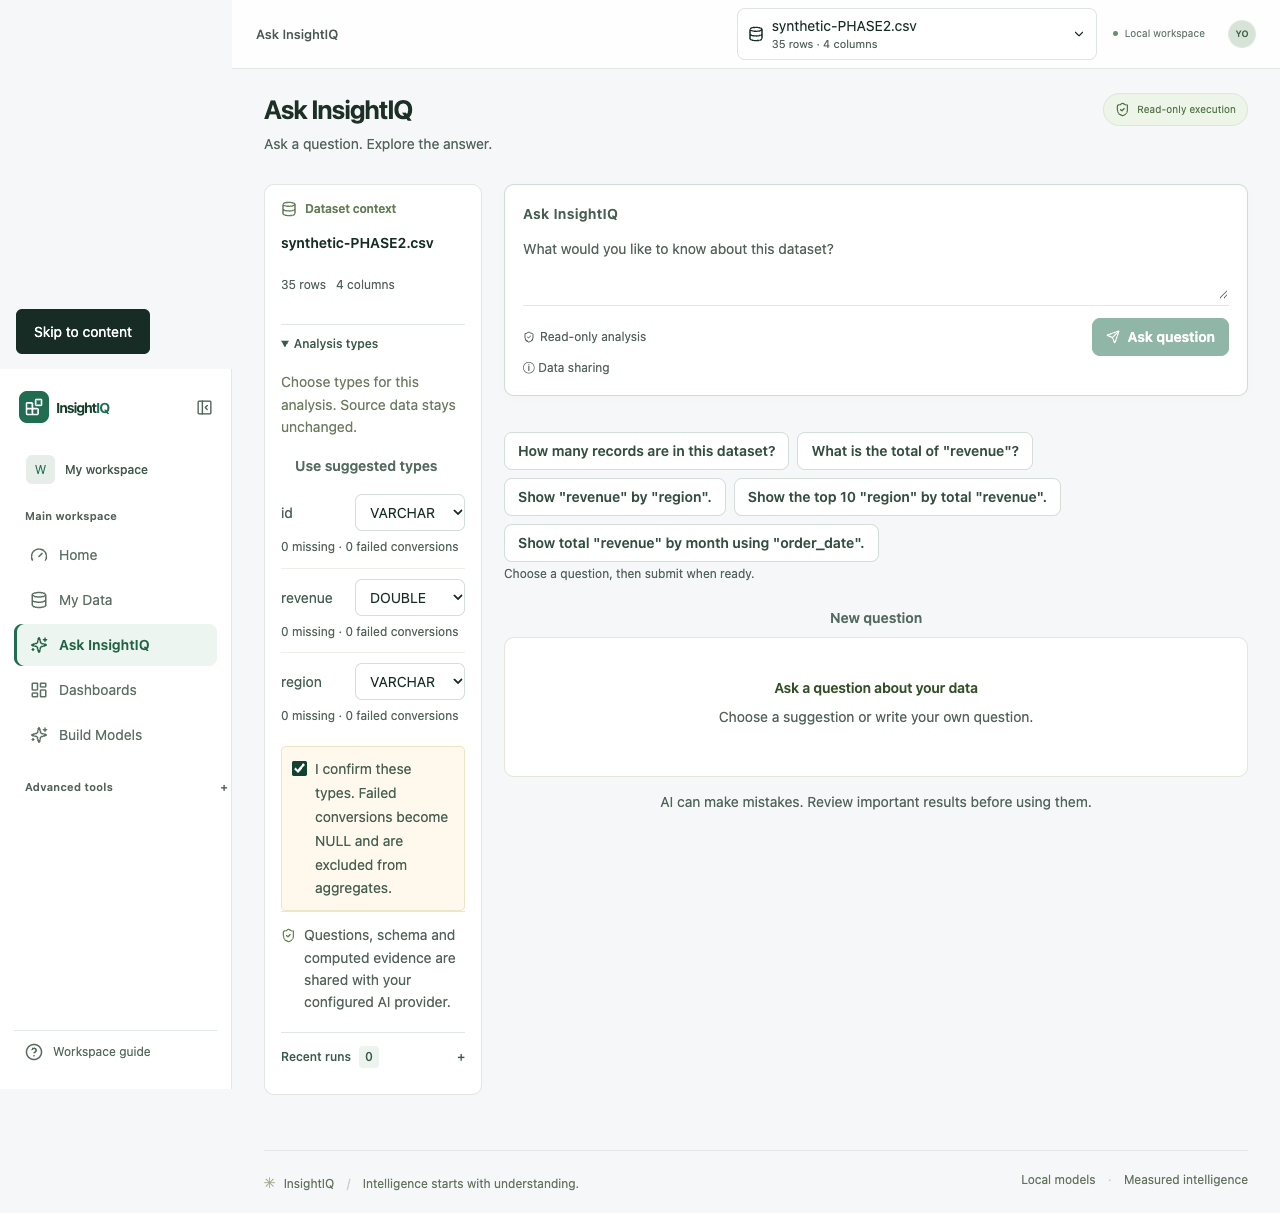 Ask InsightIQ
synthetic-PHASE2.csv
35 rows · 4 columns
Local workspace
YO
Skip to content
InsightIQ
W
My workspace
Main workspace
Home
My Data
Ask InsightIQ
Dashboards
Build Models
Advanced tools
+
Workspace guide
Ask InsightIQ
Ask a question. Explore the answer.
Read-only execution
Dataset context
synthetic-PHASE2.csv
35 rows 4 columns
Analysis types
Choose types for this
analysis. Source data stays
unchanged.
Use suggested types
id VARCHAR
0 missing · 0 failed conversions
revenue DOUBLE
0 missing · 0 failed conversions
region VARCHAR
0 missing · 0 failed conversions
I confirm these
types. Failed
conversions become
NULL and are
excluded from
aggregates.
Questions, schema and
computed evidence are
shared with your
configured AI provider.
Recent runs 0 +
Ask InsightIQ
What would you like to know about this dataset?
Read-only analysis
Data sharing
Ask question
How many records are in this dataset?
What is the total of "revenue"?
Show "revenue" by "region".
Show the top 10 "region" by total "revenue".
Show total "revenue" by month using "order_date".
Choose a question, then submit when ready.
New question
Ask a question about your data
Choose a suggestion or write your own question.
AI can make mistakes. Review important results before using them.
InsightIQ / Intelligence starts with understanding.
Local models · Measured intelligence